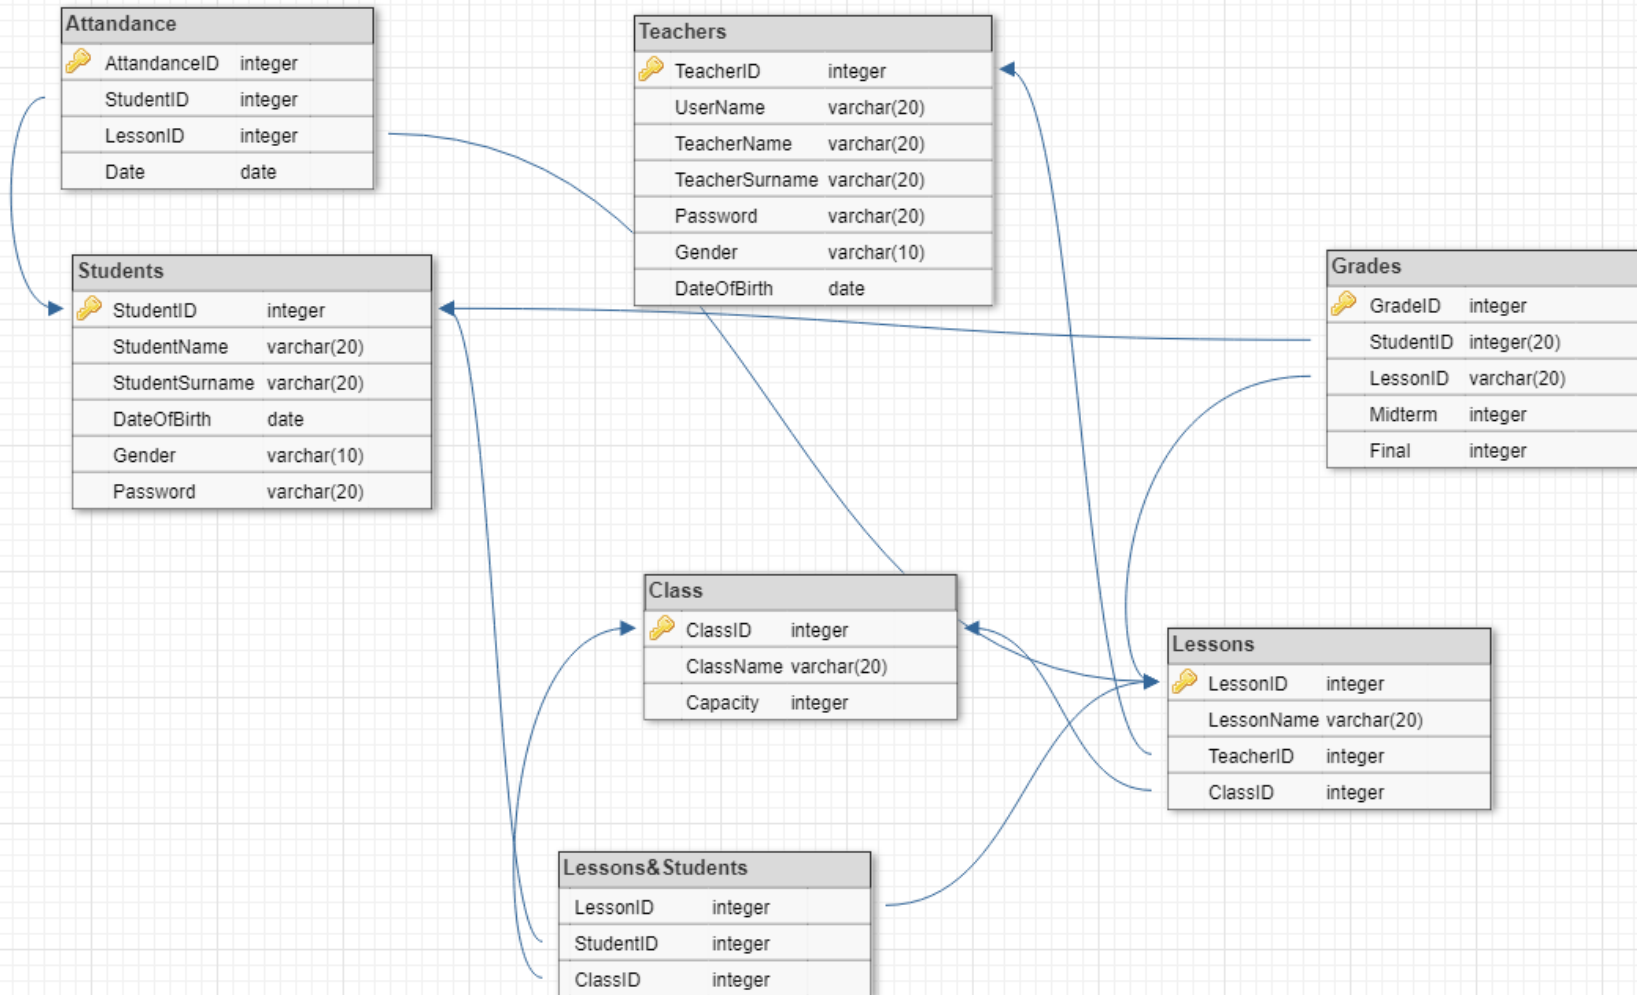 Attandance
AttandanceID integer
StudentID integer
LessonID integer
Date date
Teachers
TeacherID integer
UserName varchar(20)
TeacherName varchar(20)
TeacherSurname varchar(20)
Password varchar(20)
Gender varchar(10)
DateOfBirth date
Students
StudentID integer
StudentName varchar(20)
StudentSurname varchar(20)
DateOfBirth date
Gender varchar(10)
Password varchar(20)
Grades
GradeID integer
StudentID integer(20)
LessonID varchar(20)
Midterm integer
Final integer
Class
ClassID integer
ClassName varchar(20)
Capacity integer
Lessons
LessonID integer
LessonName varchar(20)
TeacherID integer
ClassID integer
Lessons&Students
LessonID integer
StudentID integer
ClassID integer